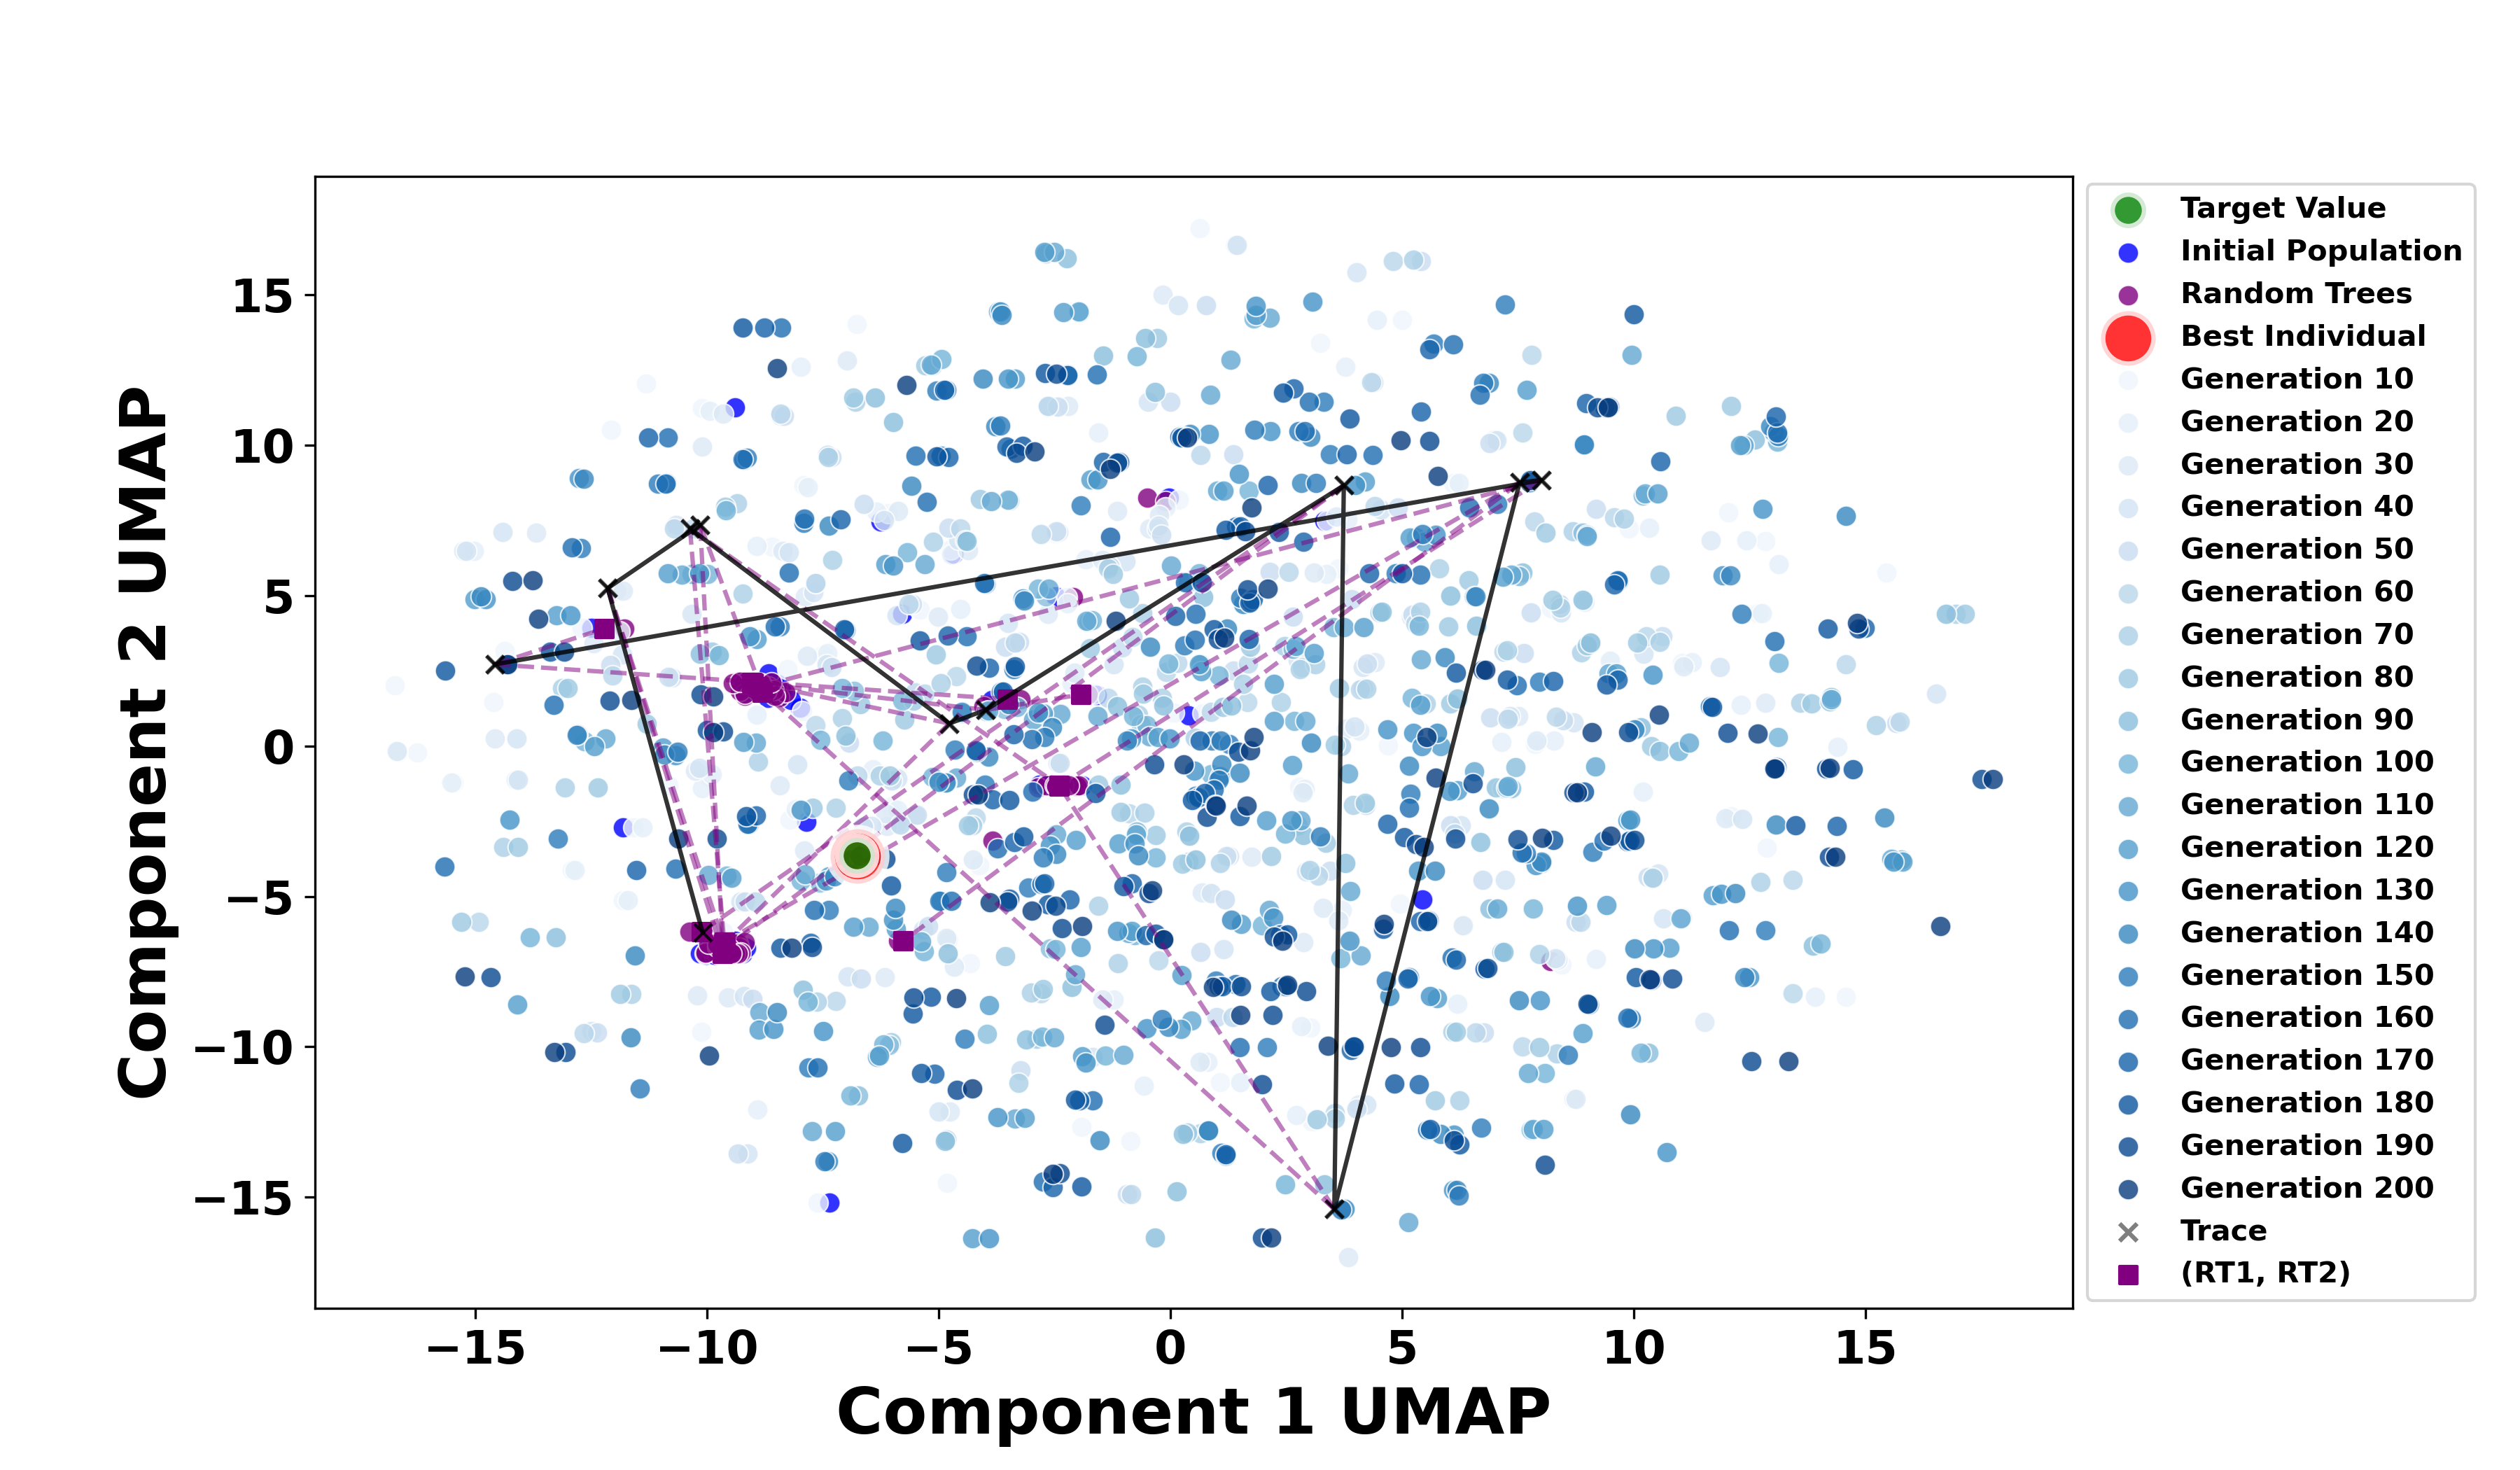 Component 2 UMAP
15
10
5
0
−5
−10
−15
−15
−10
−5
0
5
10
15
Component 1 UMAP
Target Value
Initial Population
Random Trees
Best Individual
Generation 10
Generation 20
Generation 30
Generation 40
Generation 50
Generation 60
Generation 70
Generation 80
Generation 90
Generation 100
Generation 110
Generation 120
Generation 130
Generation 140
Generation 150
Generation 160
Generation 170
Generation 180
Generation 190
Generation 200
Trace
(RT1, RT2)